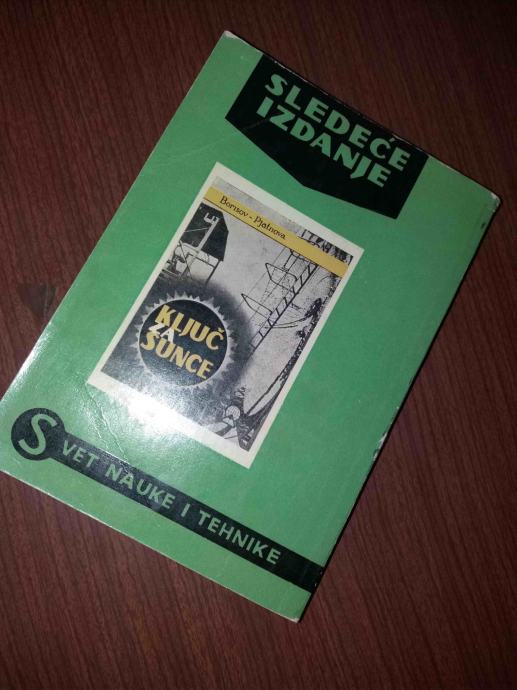 SLEDEĆE
IZDANJE
Borisov - Pjatnova
KLJUČ
ZA
SUNCE
SVET NAUKE I TEHNIKE